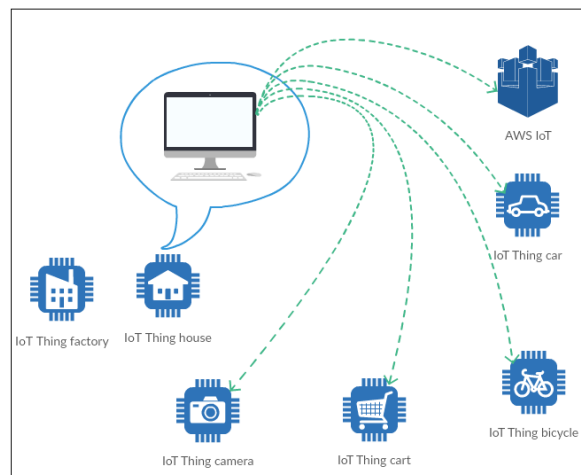 AWS IoT
IoT Thing car
IoT Thing factory
IoT Thing house
IoT Thing bicycle
IoT Thing camera
IoT Thing cart